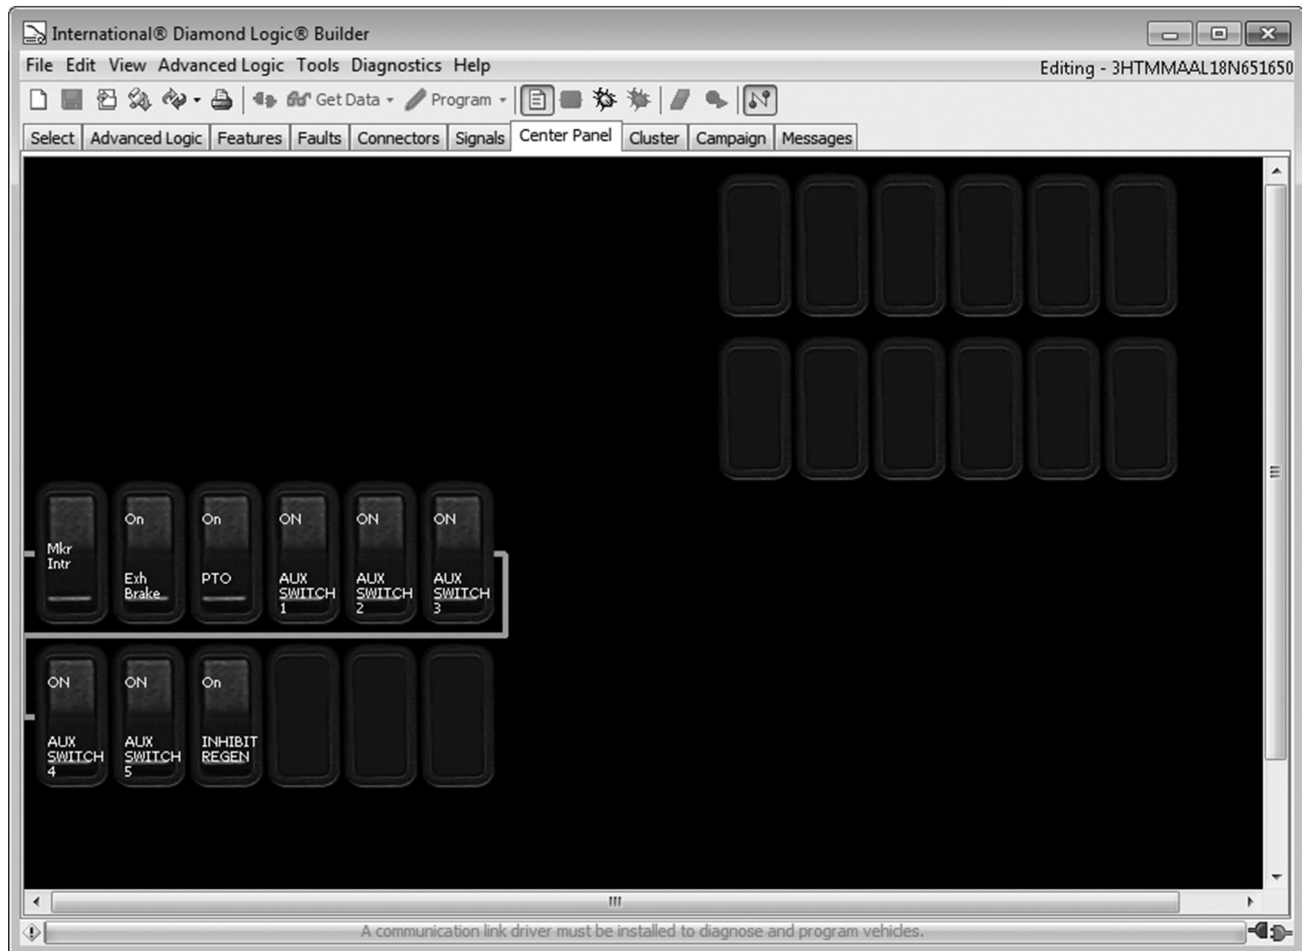 International® Diamond Logic® Builder
File Edit View Advanced Logic Tools Diagnostics Help
Editing - 3HTMMAAL18N651650
Get Data Program
Select Advanced Logic Features Faults Connectors Signals Center Panel Cluster Campaign Messages
On On ON ON ON
Mkr
Intr
Exh
Brake
PTO
AUX
SWITCH
1
AUX
SWITCH
2
AUX
SWITCH
3
ON ON On
AUX
SWITCH
4
AUX
SWITCH
5
INHIBIT
REGEN
A communication link driver must be installed to diagnose and program vehicles.